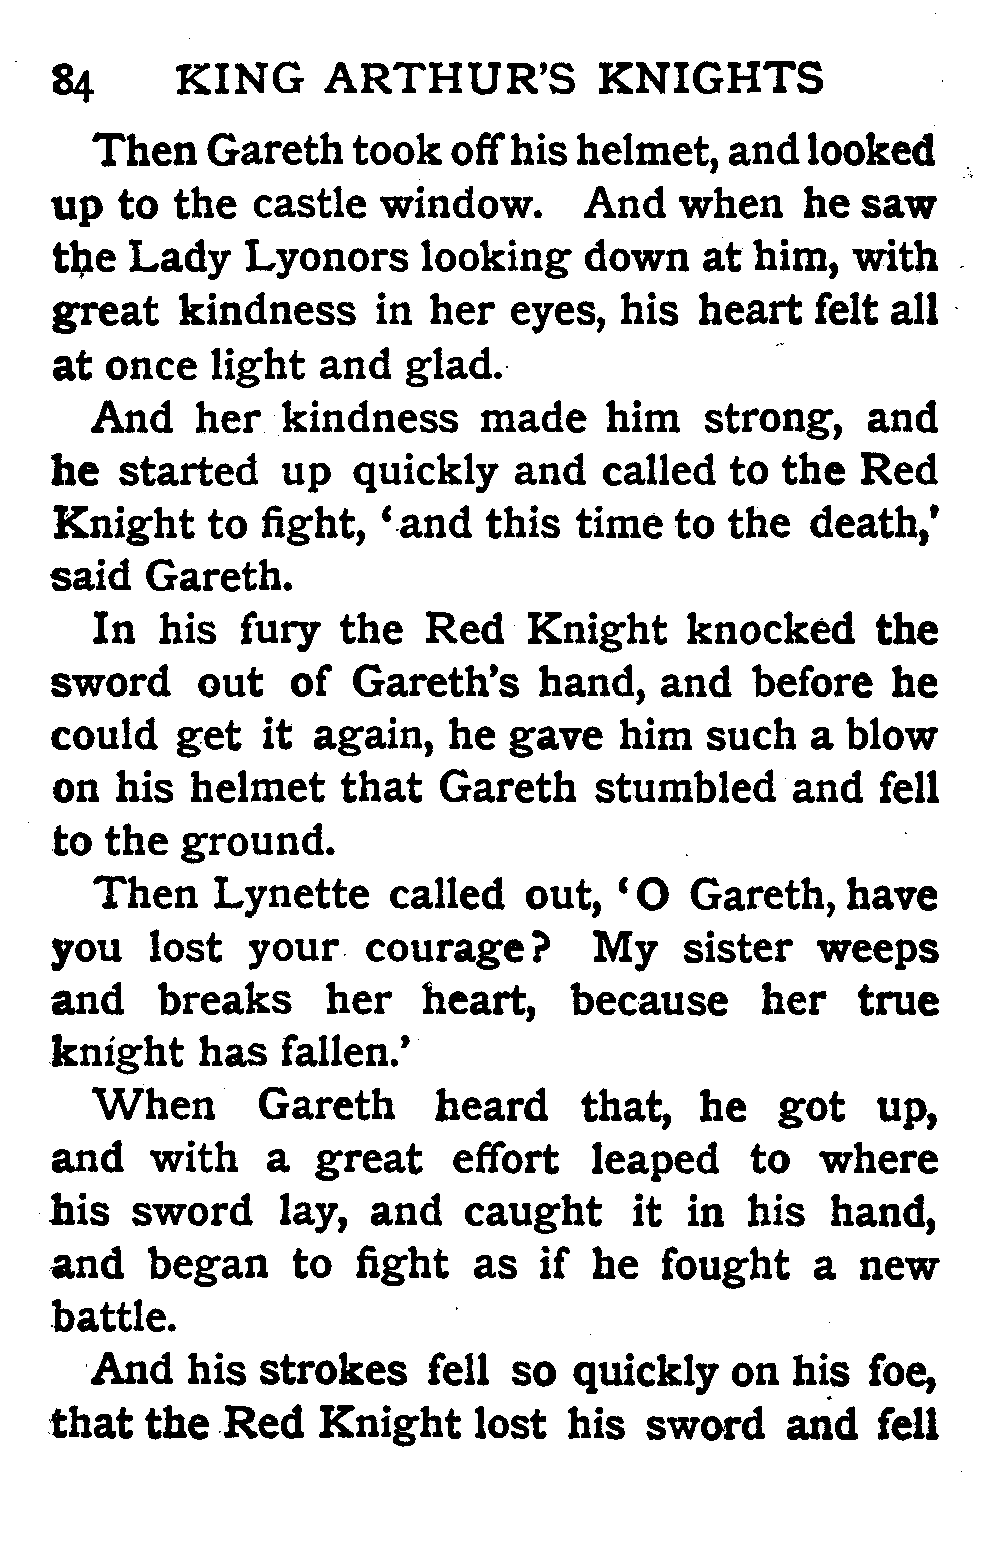 84 KING ARTHUR'S KNIGHTS
Then Gareth took off his helmet, and looked
up to the castle window. And when he saw
the Lady Lyonors looking down at him, with
great kindness in her eyes, his heart felt all
at once light and glad.
And her kindness made him strong, and
he started up quickly and called to the Red
Knight to fight, ‘and this time to the death,’
said Gareth.
In his fury the Red Knight knocked the
sword out of Gareth’s hand, and before he
could get it again, he gave him such a blow
on his helmet that Gareth stumbled and fell
to the ground.
Then Lynette called out, ‘O Gareth, have
you lost your courage? My sister weeps
and breaks her heart, because her true
knight has fallen.’
When Gareth heard that, he got up,
and with a great effort leaped to where
his sword lay, and caught it in his hand,
and began to fight as if he fought a new
battle.
And his strokes fell so quickly on his foe,
that the Red Knight lost his sword and fell